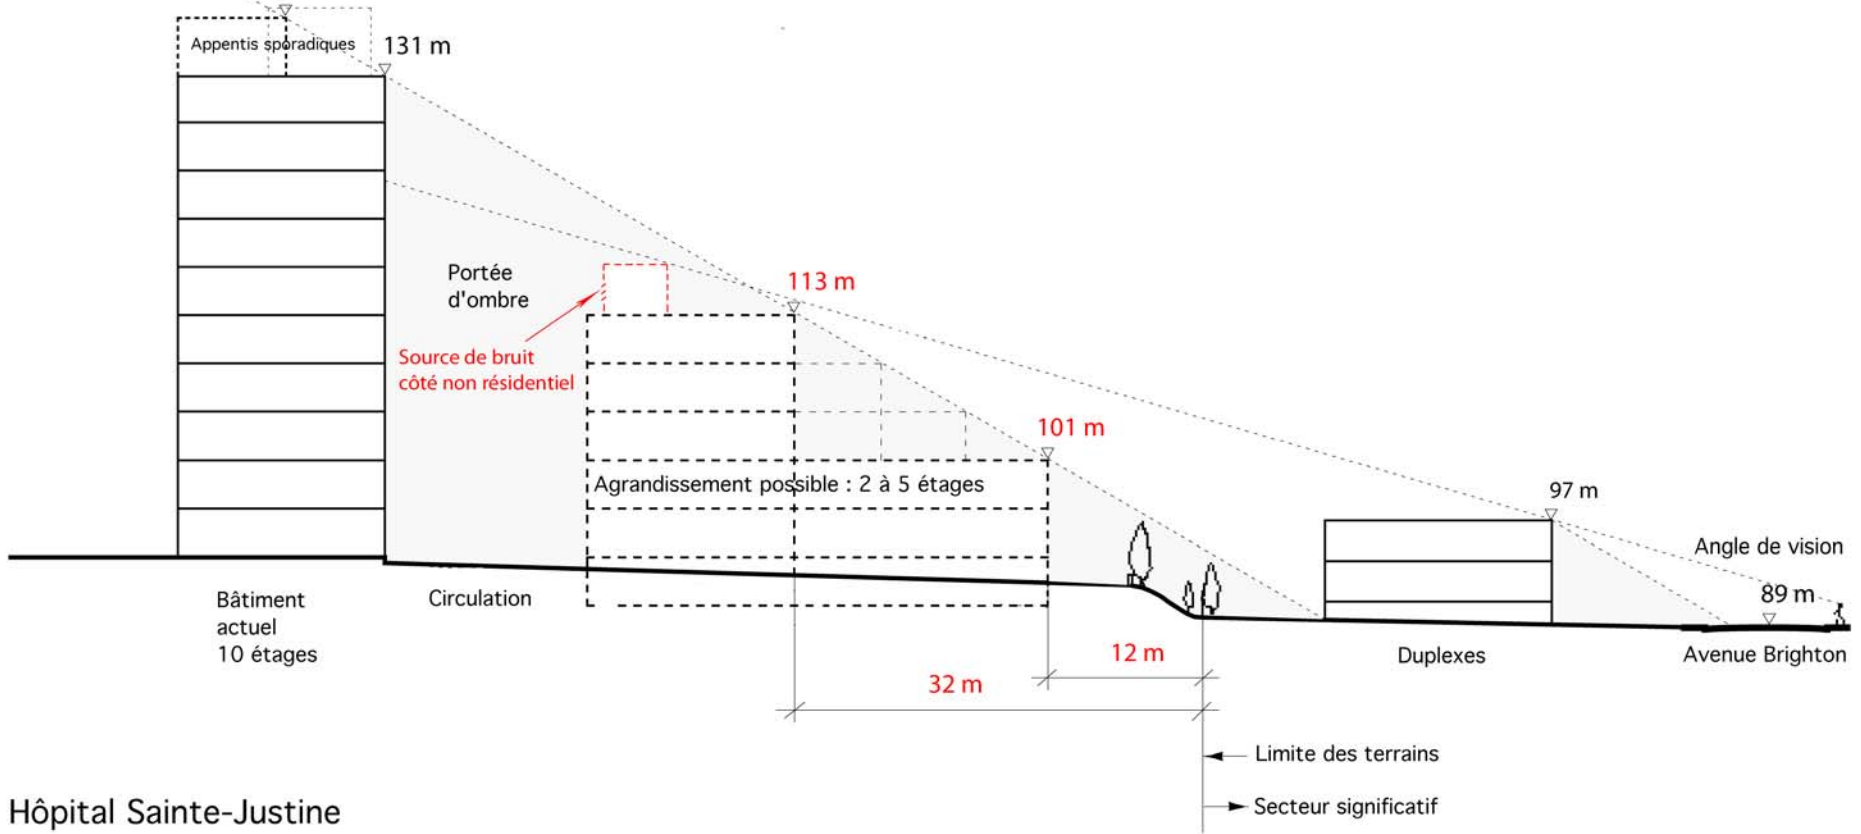 Appentis sporadiques
131 m
Portée
d'ombre
113 m
Source de bruit
côté non résidentiel
101 m
Agrandissement possible : 2 à 5 étages
97 m
Angle de vision
89 m
Bâtiment
actuel
10 étages
Circulation
12 m
Duplexes
Avenue Brighton
32 m
Limite des terrains
Secteur significatif
Hôpital Sainte-Justine